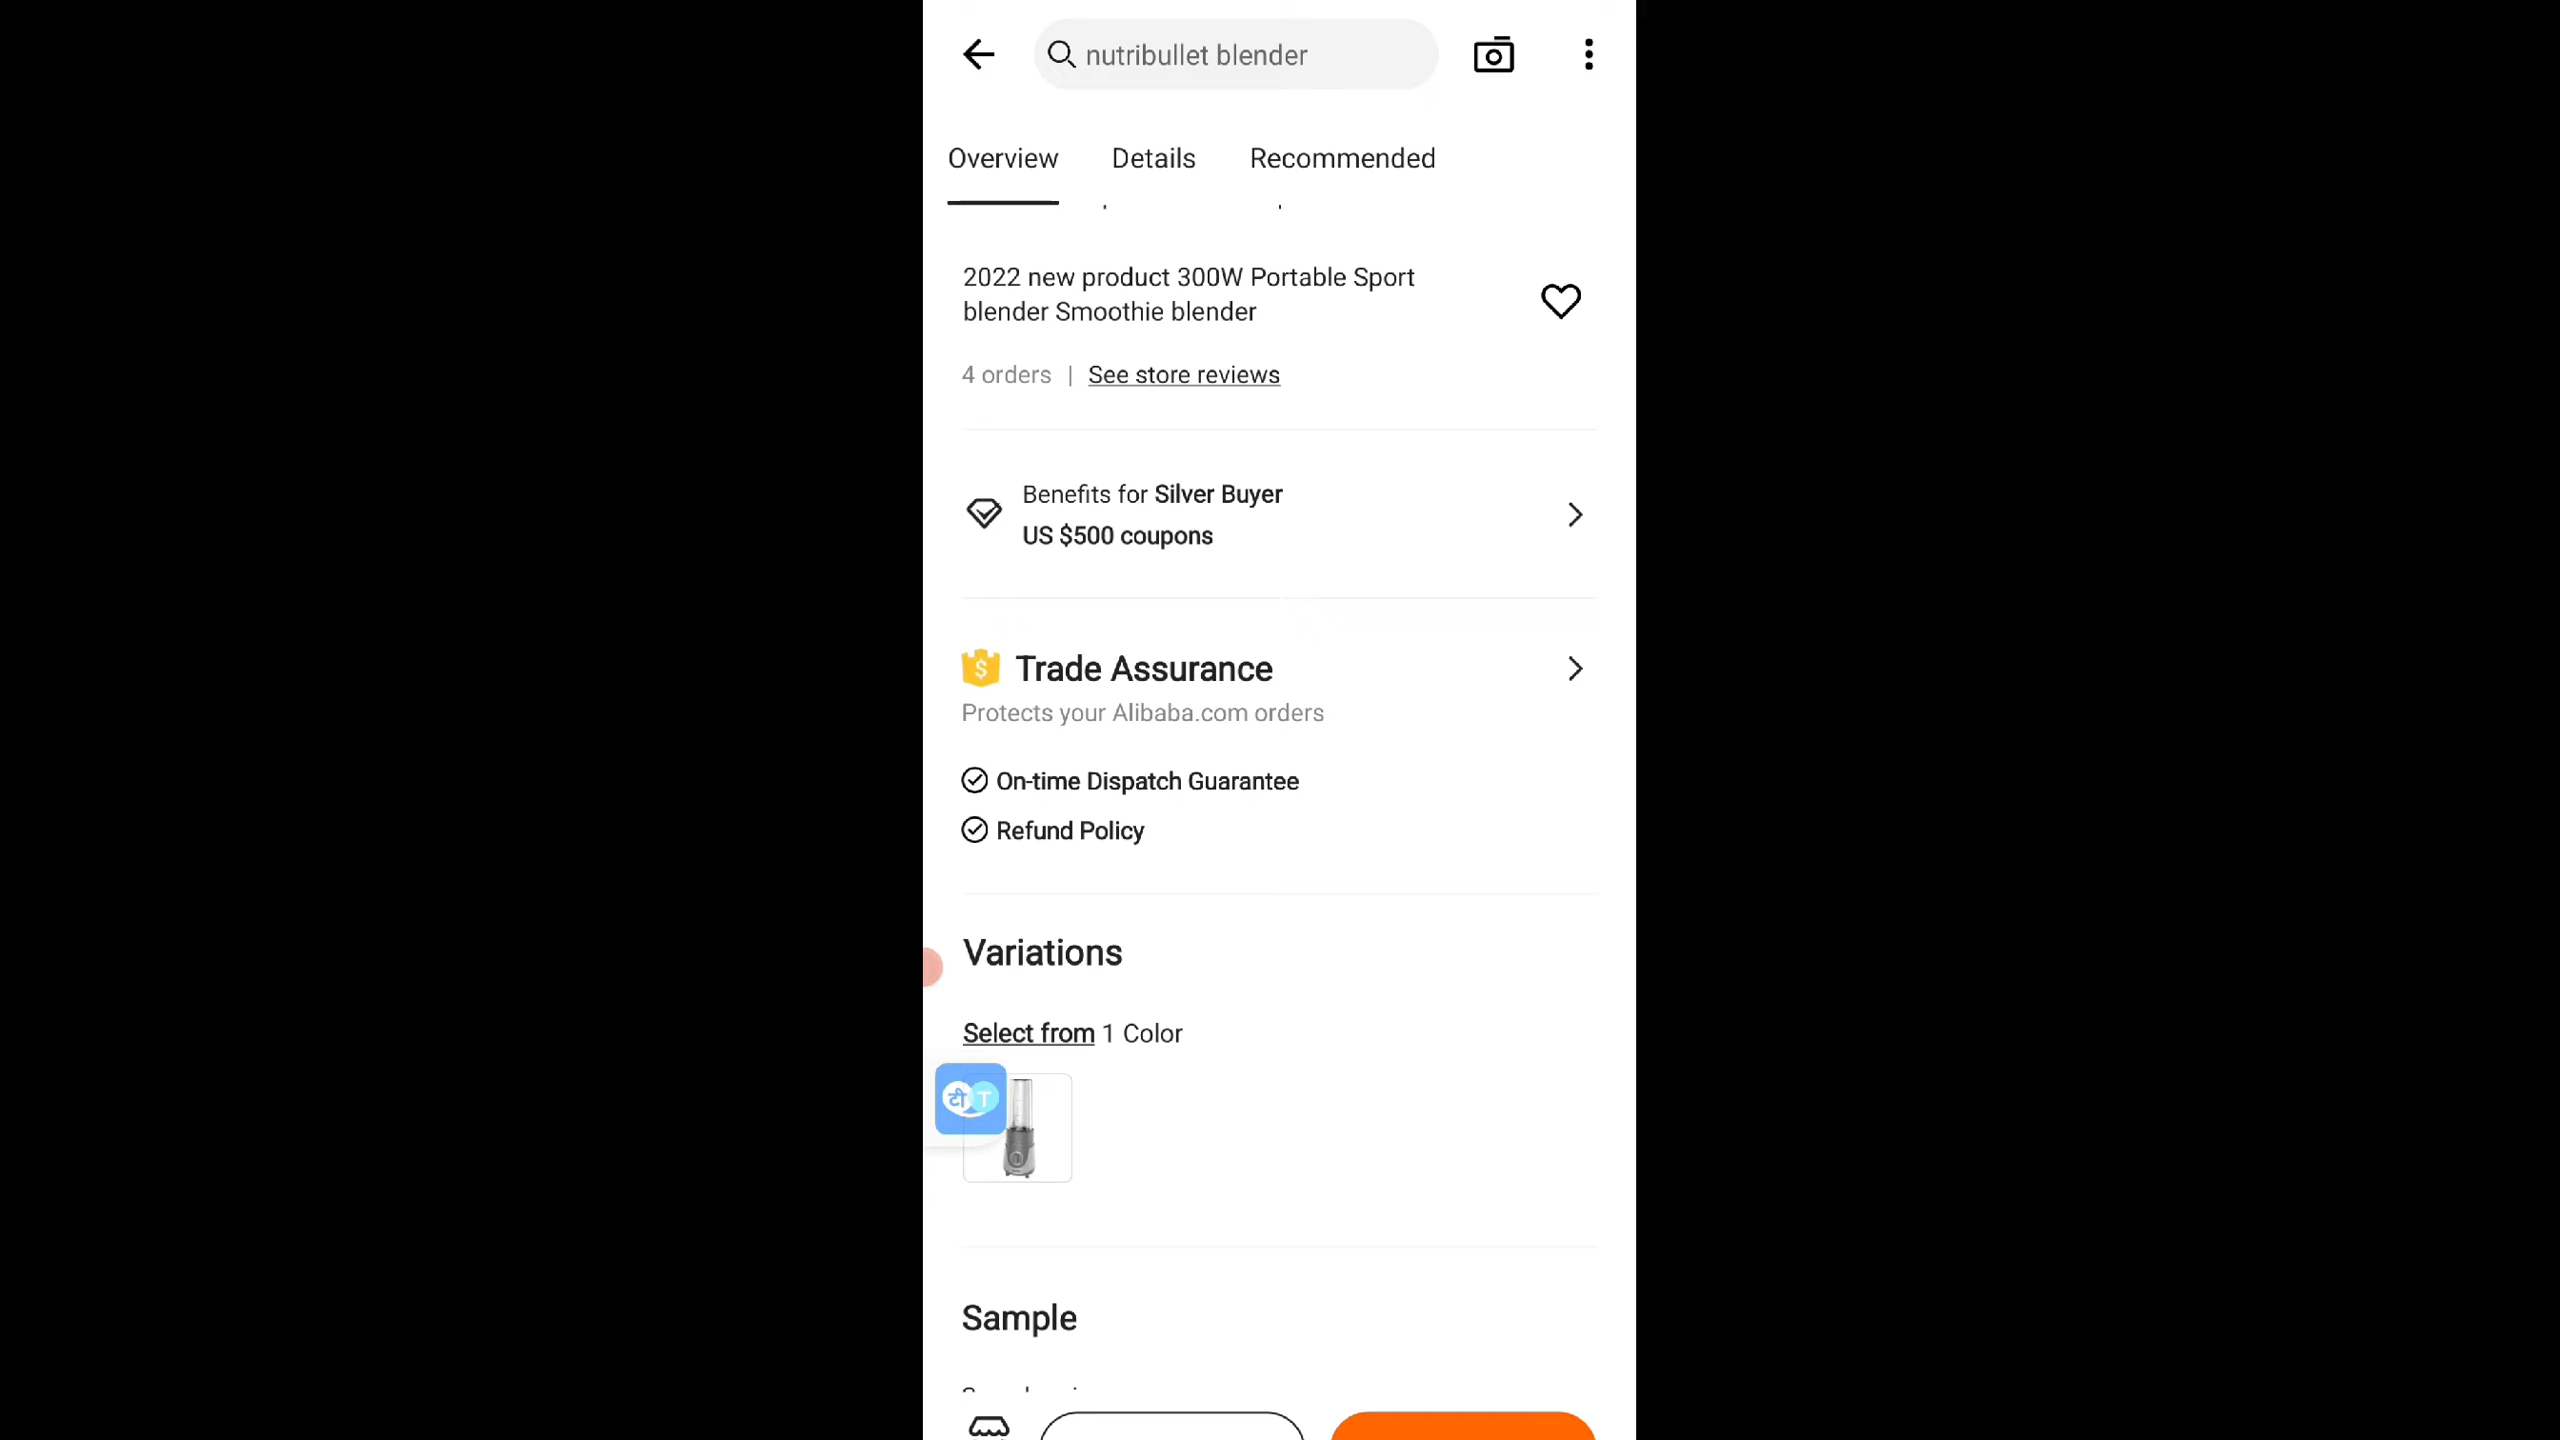 nutribullet blender
Overview Details Recommended
2022 new product 300W Portable Sport
blender Smoothie blender
4 orders | See store reviews
Benefits for Silver Buyer
US $500 coupons
$ Trade Assurance
Protects your Alibaba.com orders
On-time Dispatch Guarantee
Refund Policy
Variations
Select from 1 Color
टी T
Sample